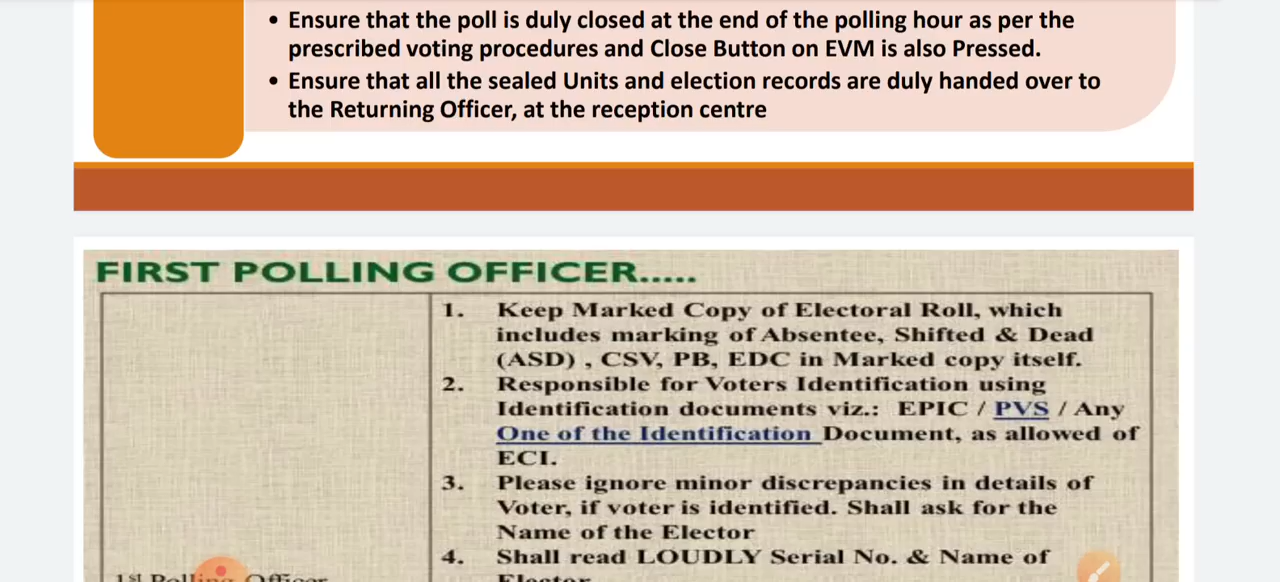 • Ensure that the poll is duly closed at the end of the polling hour as per the
prescribed voting procedures and Close Button on EVM is also Pressed.
• Ensure that all the sealed Units and election records are duly handed over to
the Returning Officer, at the reception centre
FIRST POLLING OFFICER.....
1. Keep Marked Copy of Electoral Roll, which
includes marking of Absentee, Shifted & Dead
(ASD) , CSV, PB, EDC in Marked copy itself.
2. Responsible for Voters Identification using
Identification documents viz.: EPIC / PVS / Any
One of the Identification Document, as allowed of
ECI.
3. Please ignore minor discrepancies in details of
Voter, if voter is identified. Shall ask for the
Name of the Elector
4. Shall read LOUDLY Serial No. & Name of
1st Polling Officer
Elector